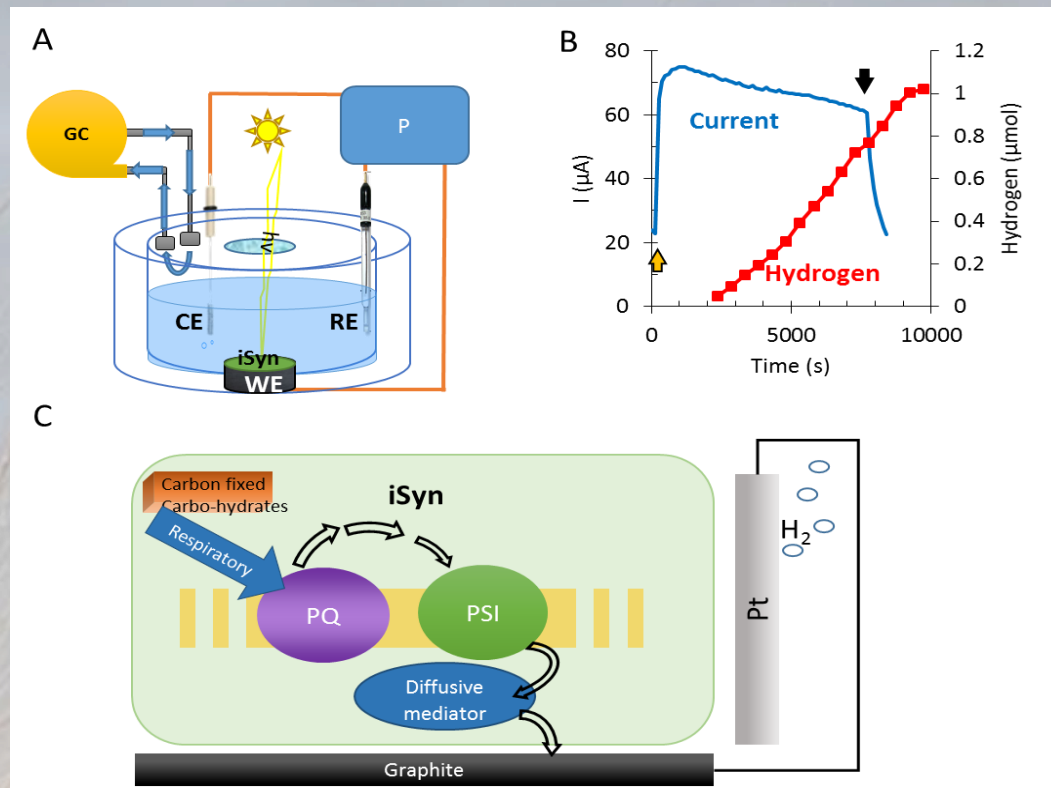 A
GC
P
hv
CE
RE
iSyn
WE
B
80
60
40
20
0
I (µA)
Current
Hydrogen
1.2
1
0.8
0.6
0.4
0.2
0
Hydrogen (µmol)
0
5000
10000
Time (s)
C
Carbon fixed
Carbo-hydrates
Respiratory
iSyn
PQ
PSI
Diffusive
mediator
Graphite
Pt
H₂